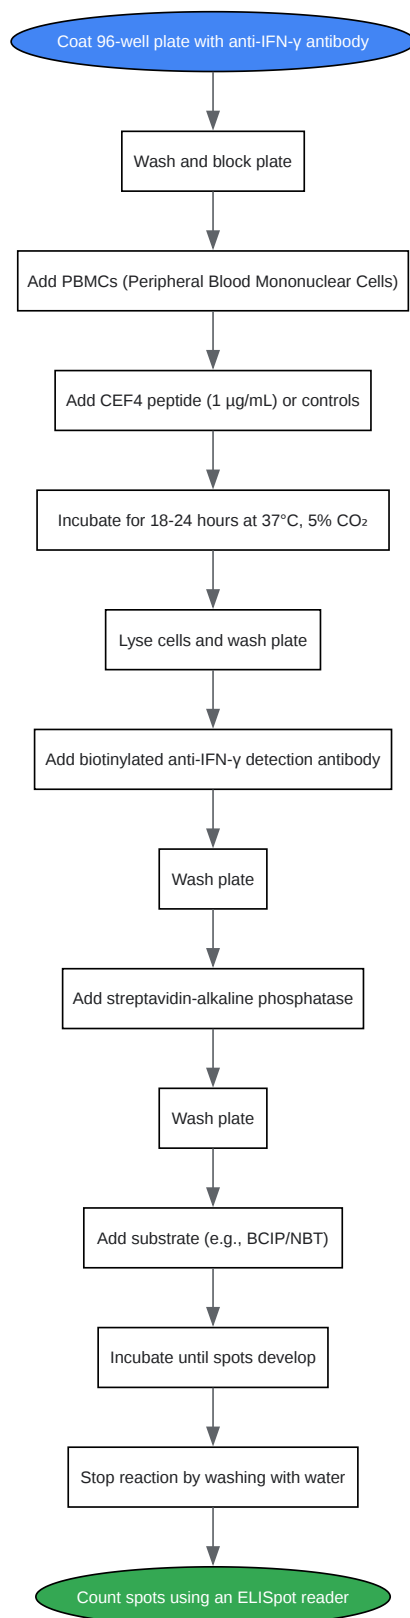 Coat 96-well plate with anti-IFN-γ antibody
Wash and block plate
Add PBMCs (Peripheral Blood Mononuclear Cells)
Add CEF4 peptide (1 µg/mL) or controls
Incubate for 18-24 hours at 37°C, 5% CO₂
Lyse cells and wash plate
Add biotinylated anti-IFN-γ detection antibody
Wash plate
Add streptavidin-alkaline phosphatase
Wash plate
Add substrate (e.g., BCIP/NBT)
Incubate until spots develop
Stop reaction by washing with water
Count spots using an ELISpot reader